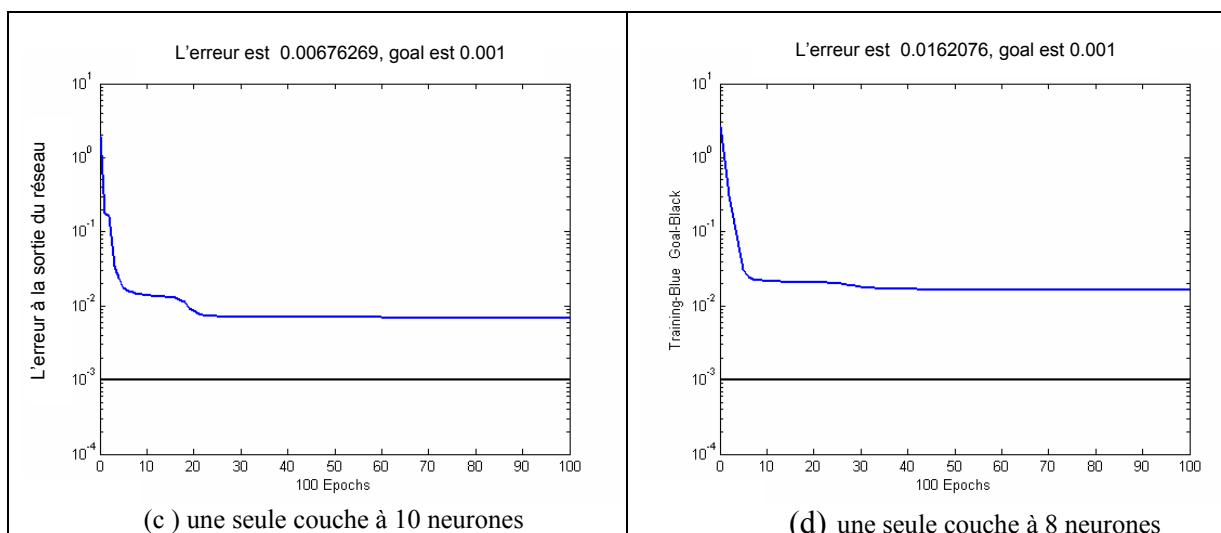 L'erreur est 0.00676269, goal est 0.001
10^1
10^0
10^-1
10^-2
10^-3
10^-4
L'erreur à la sortie du réseau
0 10 20 30 40 50 60 70 80 90 100
100 Epochs
(c ) une seule couche à 10 neurones
L'erreur est 0.0162076, goal est 0.001
10^1
10^0
10^-1
10^-2
10^-3
10^-4
Training-Blue Goal-Black
0 10 20 30 40 50 60 70 80 90 100
100 Epochs
(d) une seule couche à 8 neurones